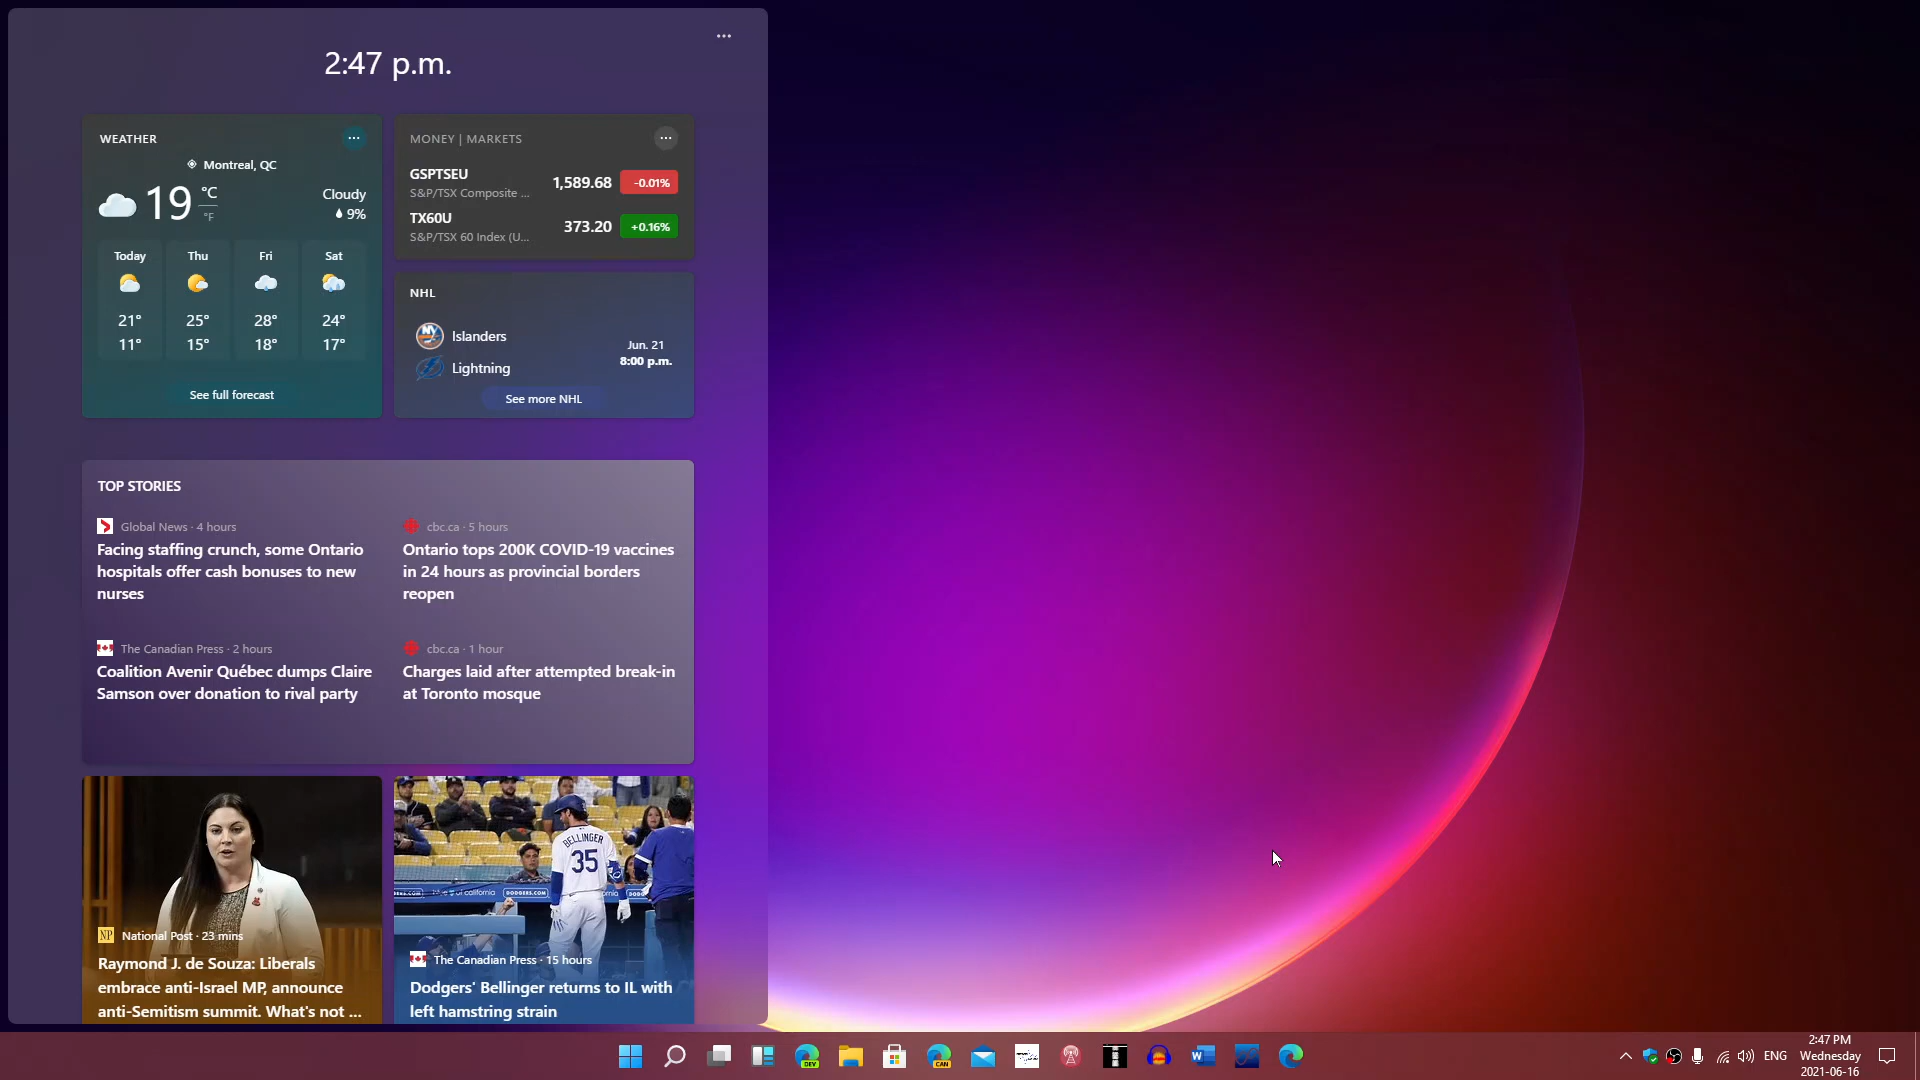 2:47 p.m.
WEATHER
Montreal, QC
19 °C
°F
Cloudy
9%
Today Thu Fri Sat
21° 25° 28° 24°
11° 15° 18° 17°
See full forecast
MONEY | MARKETS
GSPTSEU
S&P/TSX Composite ...
1,589.68 -0.01%
TX60U
S&P/TSX 60 Index (U...
373.20 +0.16%
NHL
Islanders
Lightning
Jun. 21
8:00 p.m.
See more NHL
TOP STORIES
Global News · 4 hours
Facing staffing crunch, some Ontario
hospitals offer cash bonuses to new
nurses
cbc.ca · 5 hours
Ontario tops 200K COVID-19 vaccines
in 24 hours as provincial borders
reopen
The Canadian Press · 2 hours
Coalition Avenir Québec dumps Claire
Samson over donation to rival party
cbc.ca · 1 hour
Charges laid after attempted break-in
at Toronto mosque
NP National Post · 23 mins
Raymond J. de Souza: Liberals
embrace anti-Israel MP, announce
anti-Semitism summit. What's not ...
BELLINGER
35
DODGERS.COM
The Canadian Press · 15 hours
Dodgers' Bellinger returns to IL with
left hamstring strain
DEV
CAN
W
ENG
2:47 PM
Wednesday
2021-06-16